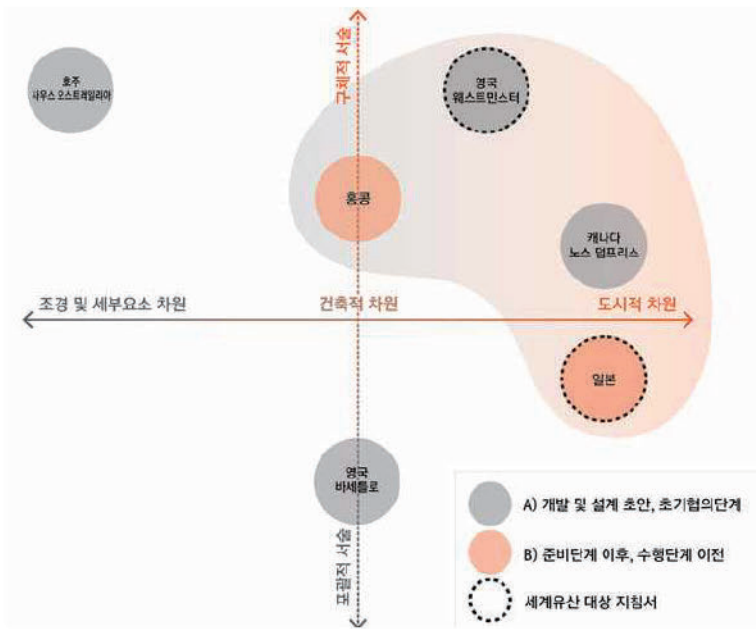 호주
사우스 오스트레일리아
구체적 서술
영국
웨스트민스터
홍콩
캐나다
노스 덤프리스
조경 및 세부요소 차원
건축적 차원
도시적 차원
일본
영국
바세틀로
포괄적 서술
A) 개발 및 설계 초안, 초기협의단계
B) 준비단계 이후, 수행단계 이전
세계유산 대상 지침서